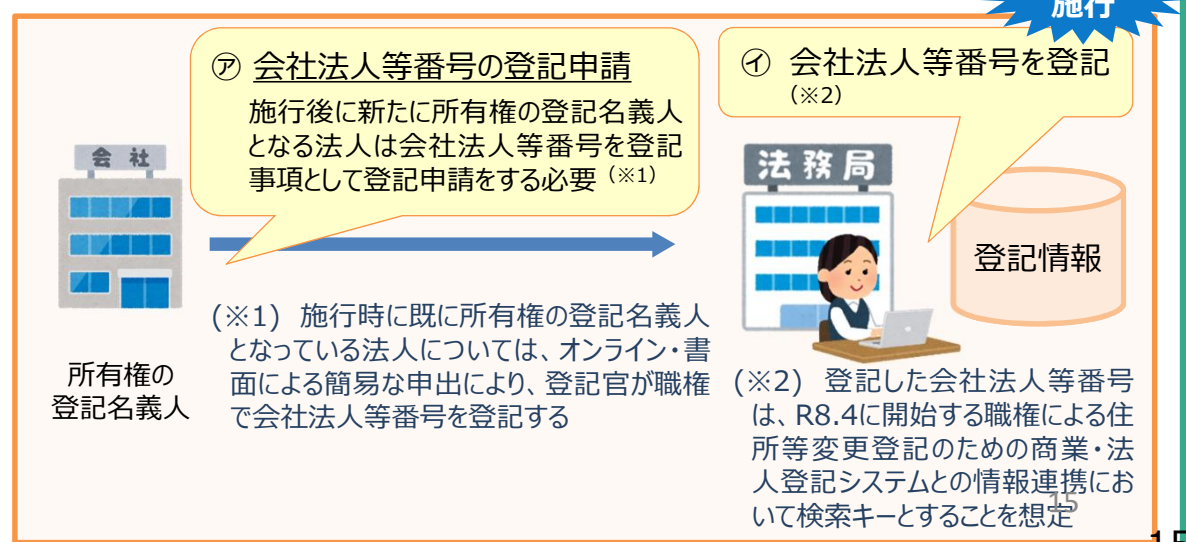 施行
㋐ 会社法人等番号の登記申請
施行後に新たに所有権の登記名義人
となる法人は会社法人等番号を登記
事項として登記申請をする必要(※1)
㋑ 会社法人等番号を登記
(※2)
会社
法務局
登記情報
所有権の
登記名義人
(※1) 施行時に既に所有権の登記名義人
となっている法人については、オンライン・書
面による簡易な申出により、登記官が職権
で会社法人等番号を登記する
(※2) 登記した会社法人等番号
は、R8.4に開始する職権による住
所等変更登記のための商業・法
人登記システムとの情報連携にお
いて検索キーとすることを想定
15